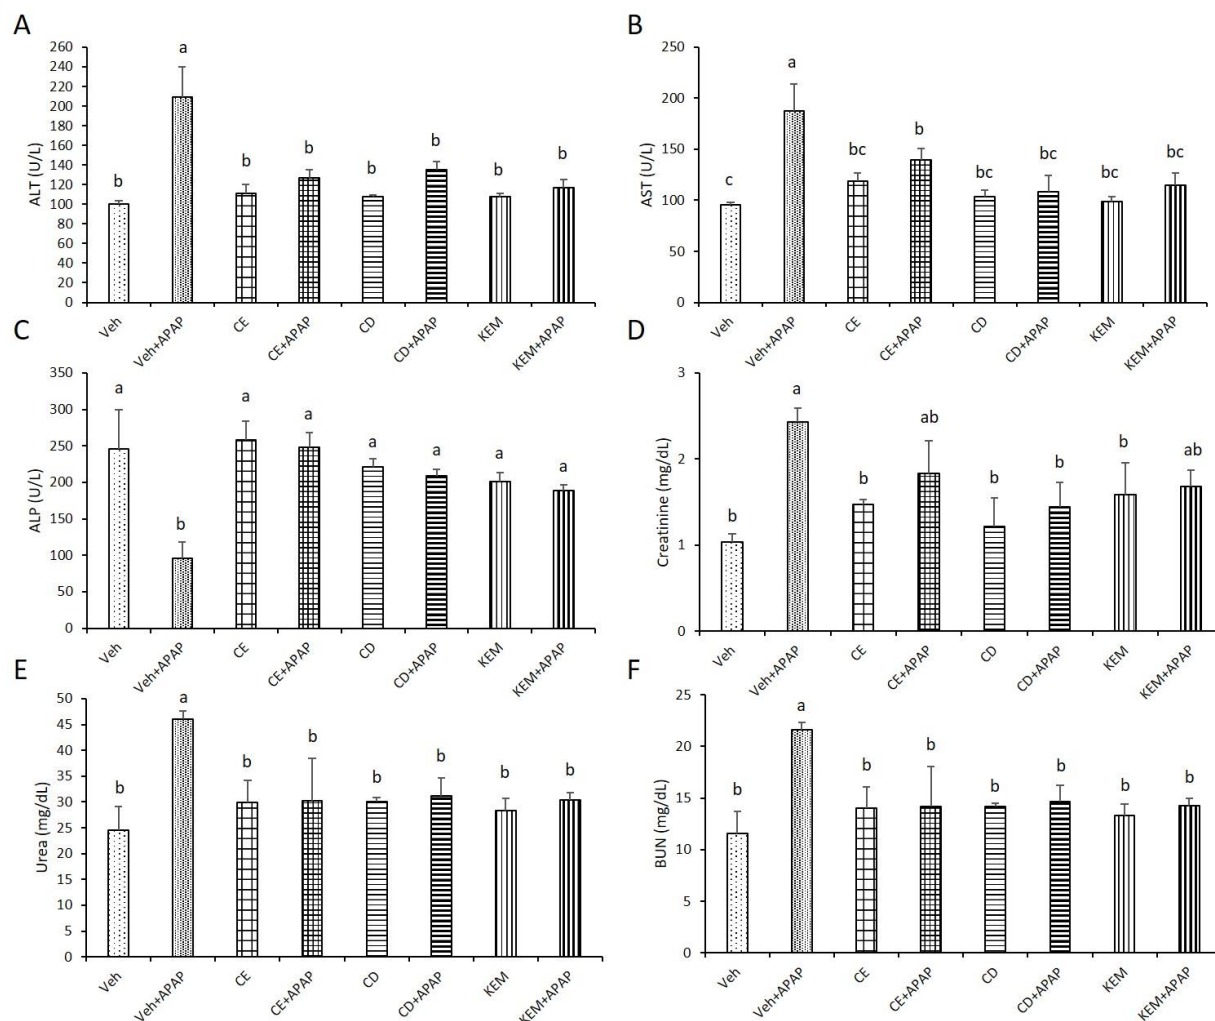 A
ALT (U/L)
260
240
220
200
180
160
140
120
100
80
60
40
20
0
b
a
b
b
b
b
b
b
Veh
Veh+APAP
CE
CE+APAP
CD
CD+APAP
KEM
KEM+APAP
B
AST (U/L)
250
200
150
100
50
0
c
a
bc
b
bc
bc
bc
bc
Veh
Veh+APAP
CE
CE+APAP
CD
CD+APAP
KEM
KEM+APAP
C
ALP (U/L)
350
300
250
200
150
100
50
0
a
b
a
a
a
a
a
a
Veh
Veh+APAP
CE
CE+APAP
CD
CD+APAP
KEM
KEM+APAP
D
Creatinine (mg/dL)
3
2
1
0
b
a
b
ab
b
b
b
ab
Veh
Veh+APAP
CE
CE+APAP
CD
CD+APAP
KEM
KEM+APAP
E
Urea (mg/dL)
50
45
40
35
30
25
20
15
10
5
0
b
a
b
b
b
b
b
b
Veh
Veh+APAP
CE
CE+APAP
CD
CD+APAP
KEM
KEM+APAP
F
BUN (mg/dL)
25
20
15
10
5
0
b
a
b
b
b
b
b
b
Veh
Veh+APAP
CE
CE+APAP
CD
CD+APAP
KEM
KEM+APAP